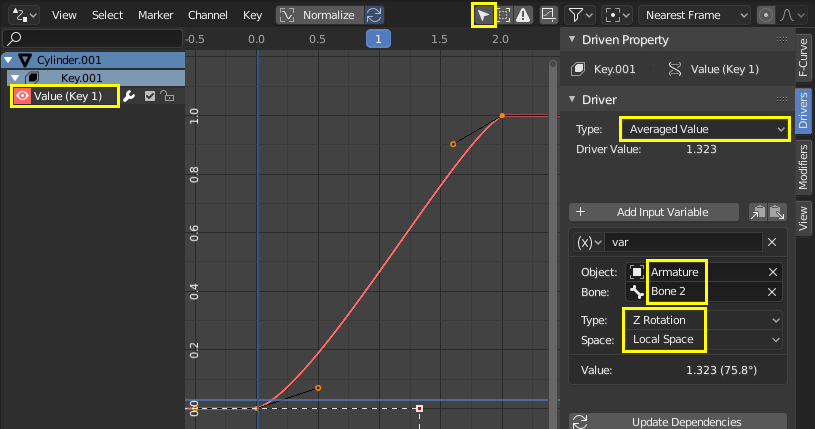 View Select Marker Channel Key Normalize Nearest Frame
Cylinder.001
Key.001
Value (Key 1)
-0.5 0.0 0.5 1 1.5 2.0
1.0
0.8
0.6
0.4
0.2
0.0
Driven Property
Key.001 Value (Key 1)
Driver
Type: Averaged Value
Driver Value: 1.323
Add Input Variable
(x) var
Object: Armature
Bone: Bone 2
Type: Z Rotation
Space: Local Space
Value: 1.323 (75.8°)
Update Dependencies
F-Curve
Drivers
Modifiers
View